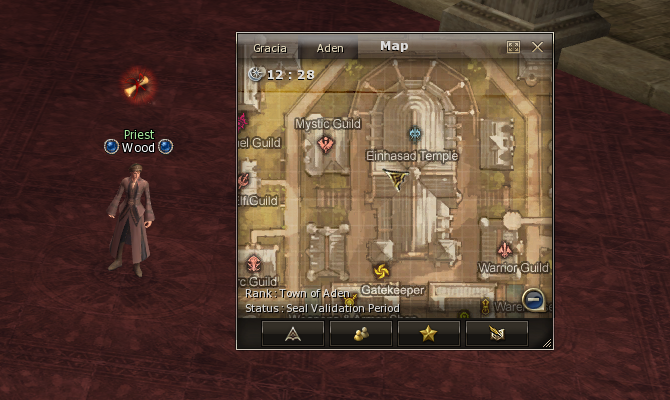 Gracia
Aden
Map
12 : 28
Priest
Wood
Mystic Guild
Einhasad Temple
Guild
Guild
Warrior Guild
Guild
Gatekeeper
Rank : Town of Aden
Status : Seal Validation Period